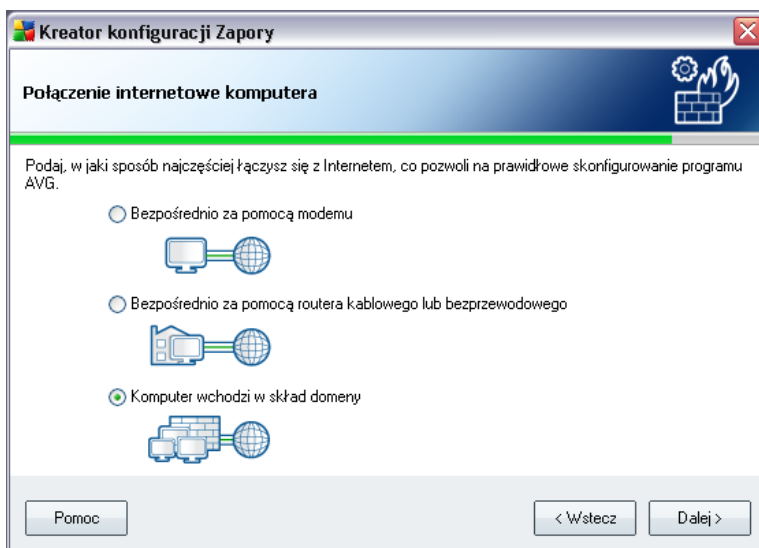 Kreator konfiguracji Zapory
Połączenie internetowe komputera
Podaj, w jaki sposób najczęściej łączysz się z Internetem, co pozwoli na prawidłowe skonfigurowanie programu
AVG.
Bezpośrednio za pomocą modemu
Bezpośrednio za pomocą routera kablowego lub bezprzewodowego
Komputer wchodzi w skład domeny
Pomoc
< Wstecz
Dalej >